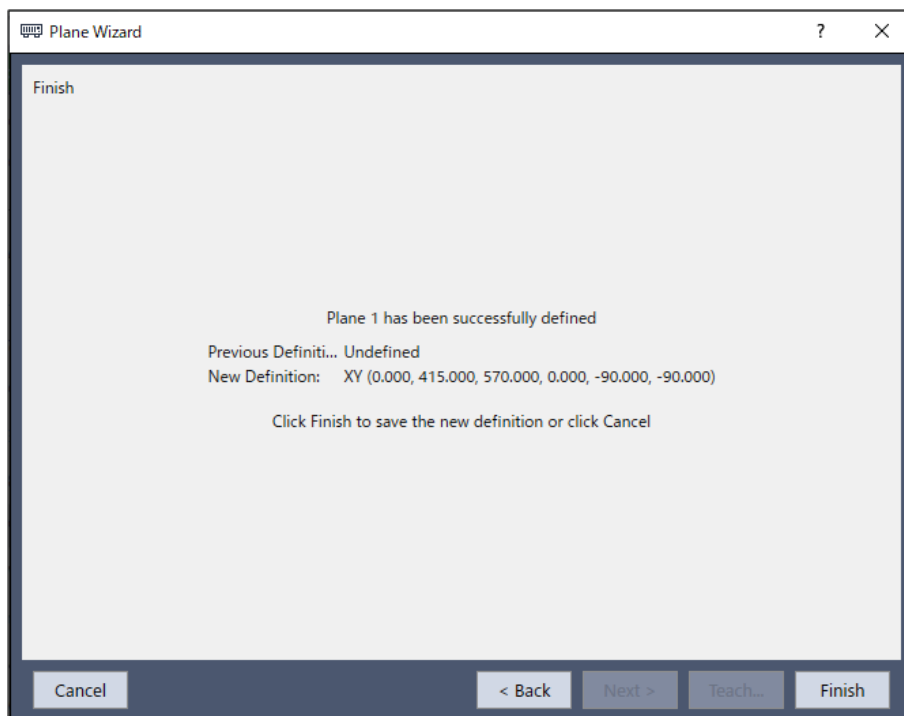 Plane Wizard ?
Finish
Plane 1 has been successfully defined
Previous Definiti... Undefined
New Definition: XY (0.000, 415.000, 570.000, 0.000, -90.000, -90.000)
Click Finish to save the new definition or click Cancel
Cancel < Back Next > Teach... Finish